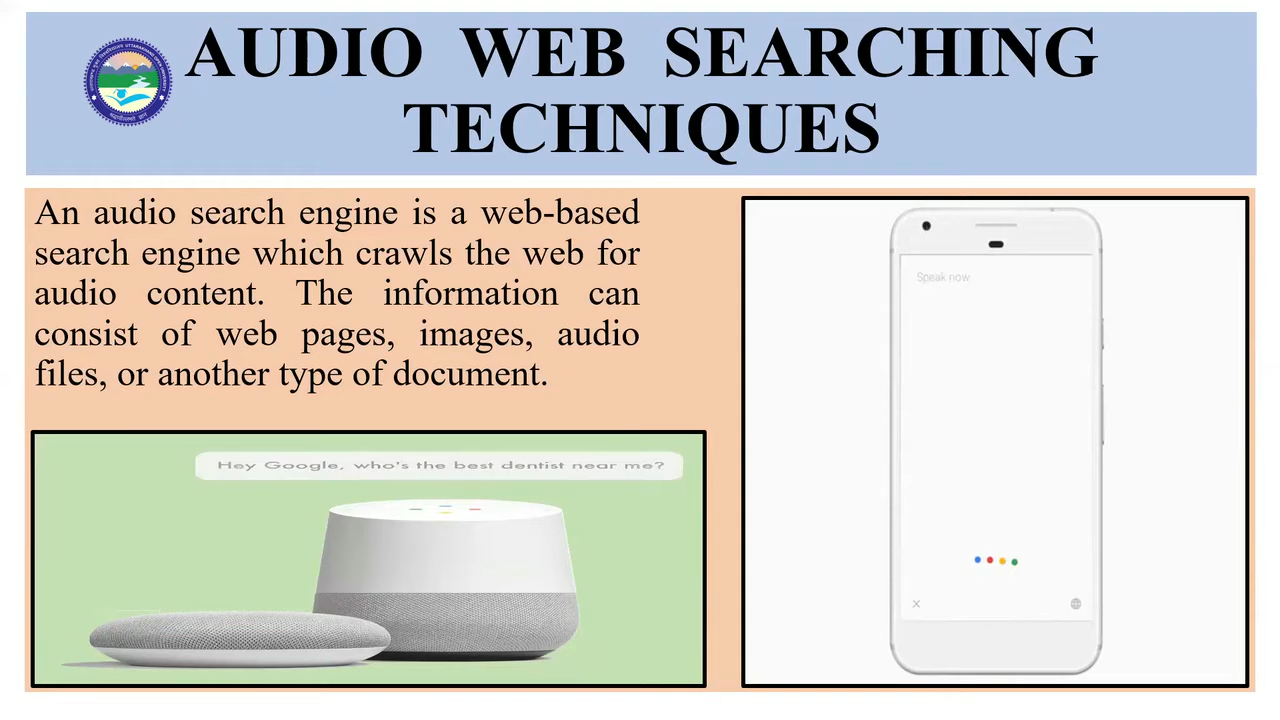 AUDIO WEB SEARCHING
TECHNIQUES
An audio search engine is a web-based
search engine which crawls the web for
audio content. The information can
consist of web pages, images, audio
files, or another type of document.
Hey Google, who's the best dentist near me?
Speak now